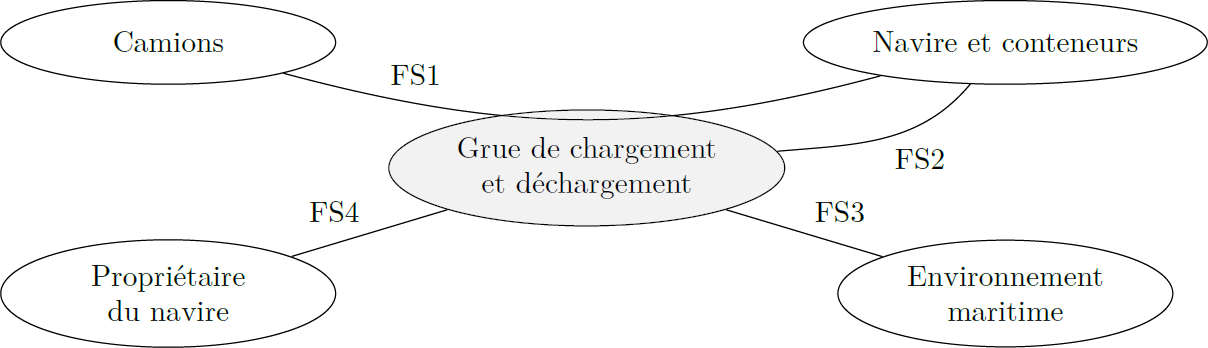 Camions
Navire et conteneurs
FS1
Grue de chargement
et déchargement
FS2
FS4
FS3
Propriétaire
du navire
Environnement
maritime